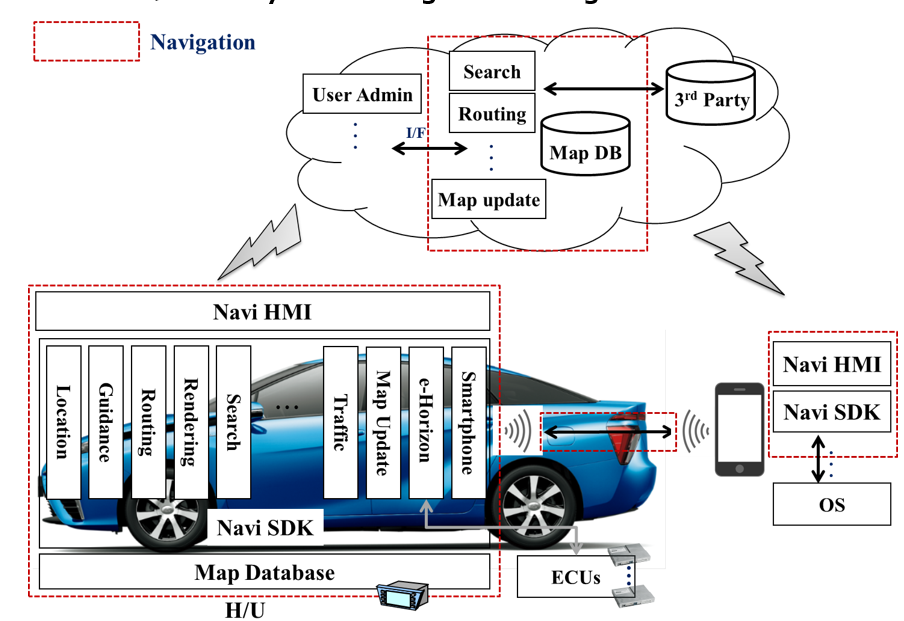 Navigation
User Admin
Search
Routing
Map DB
Map update
3rd Party
I/F
Navi HMI
Location
Guidance
Routing
Rendering
Search
Traffic
Map Update
e-Horizon
Smartphone
Navi SDK
Map Database
H/U
ECUs
Navi HMI
Navi SDK
OS